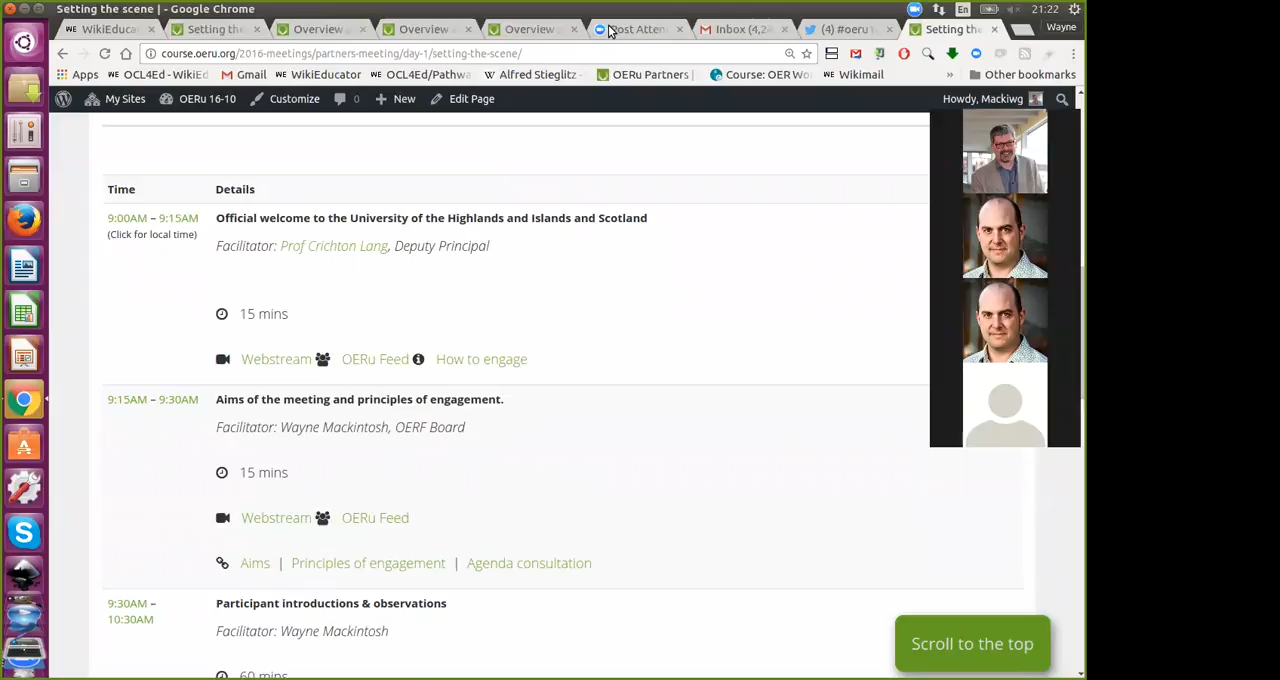 Setting the scene | - Google Chrome
En
21:22
WikiEduca
Setting the
Overview
Overview
Overview
Post Atten
Inbox (4,2
(4) #oeru
Setting the
Wayne
course.oeru.org/2016-meetings/partners-meeting/day-1/setting-the-scene/
Apps
OCL4Ed - WikiEd
Gmail
WikiEducator
OCL4Ed/Pathwa
Alfred Stieglitz -
OERu Partners |
Course: OER Wo
Wikimail
»
Other bookmarks
My Sites
OERu 16-10
Customize
0
New
Edit Page
Howdy, Mackiwg
Time
Details
9:00AM – 9:15AM
(Click for local time)
Official welcome to the University of the Highlands and Islands and Scotland
Facilitator: Prof Crichton Lang, Deputy Principal
15 mins
Webstream
OERu Feed
How to engage
9:15AM – 9:30AM
Aims of the meeting and principles of engagement.
Facilitator: Wayne Mackintosh, OERF Board
15 mins
Webstream
OERu Feed
Aims | Principles of engagement | Agenda consultation
9:30AM –
10:30AM
Participant introductions & observations
Facilitator: Wayne Mackintosh
60 mins
Scroll to the top